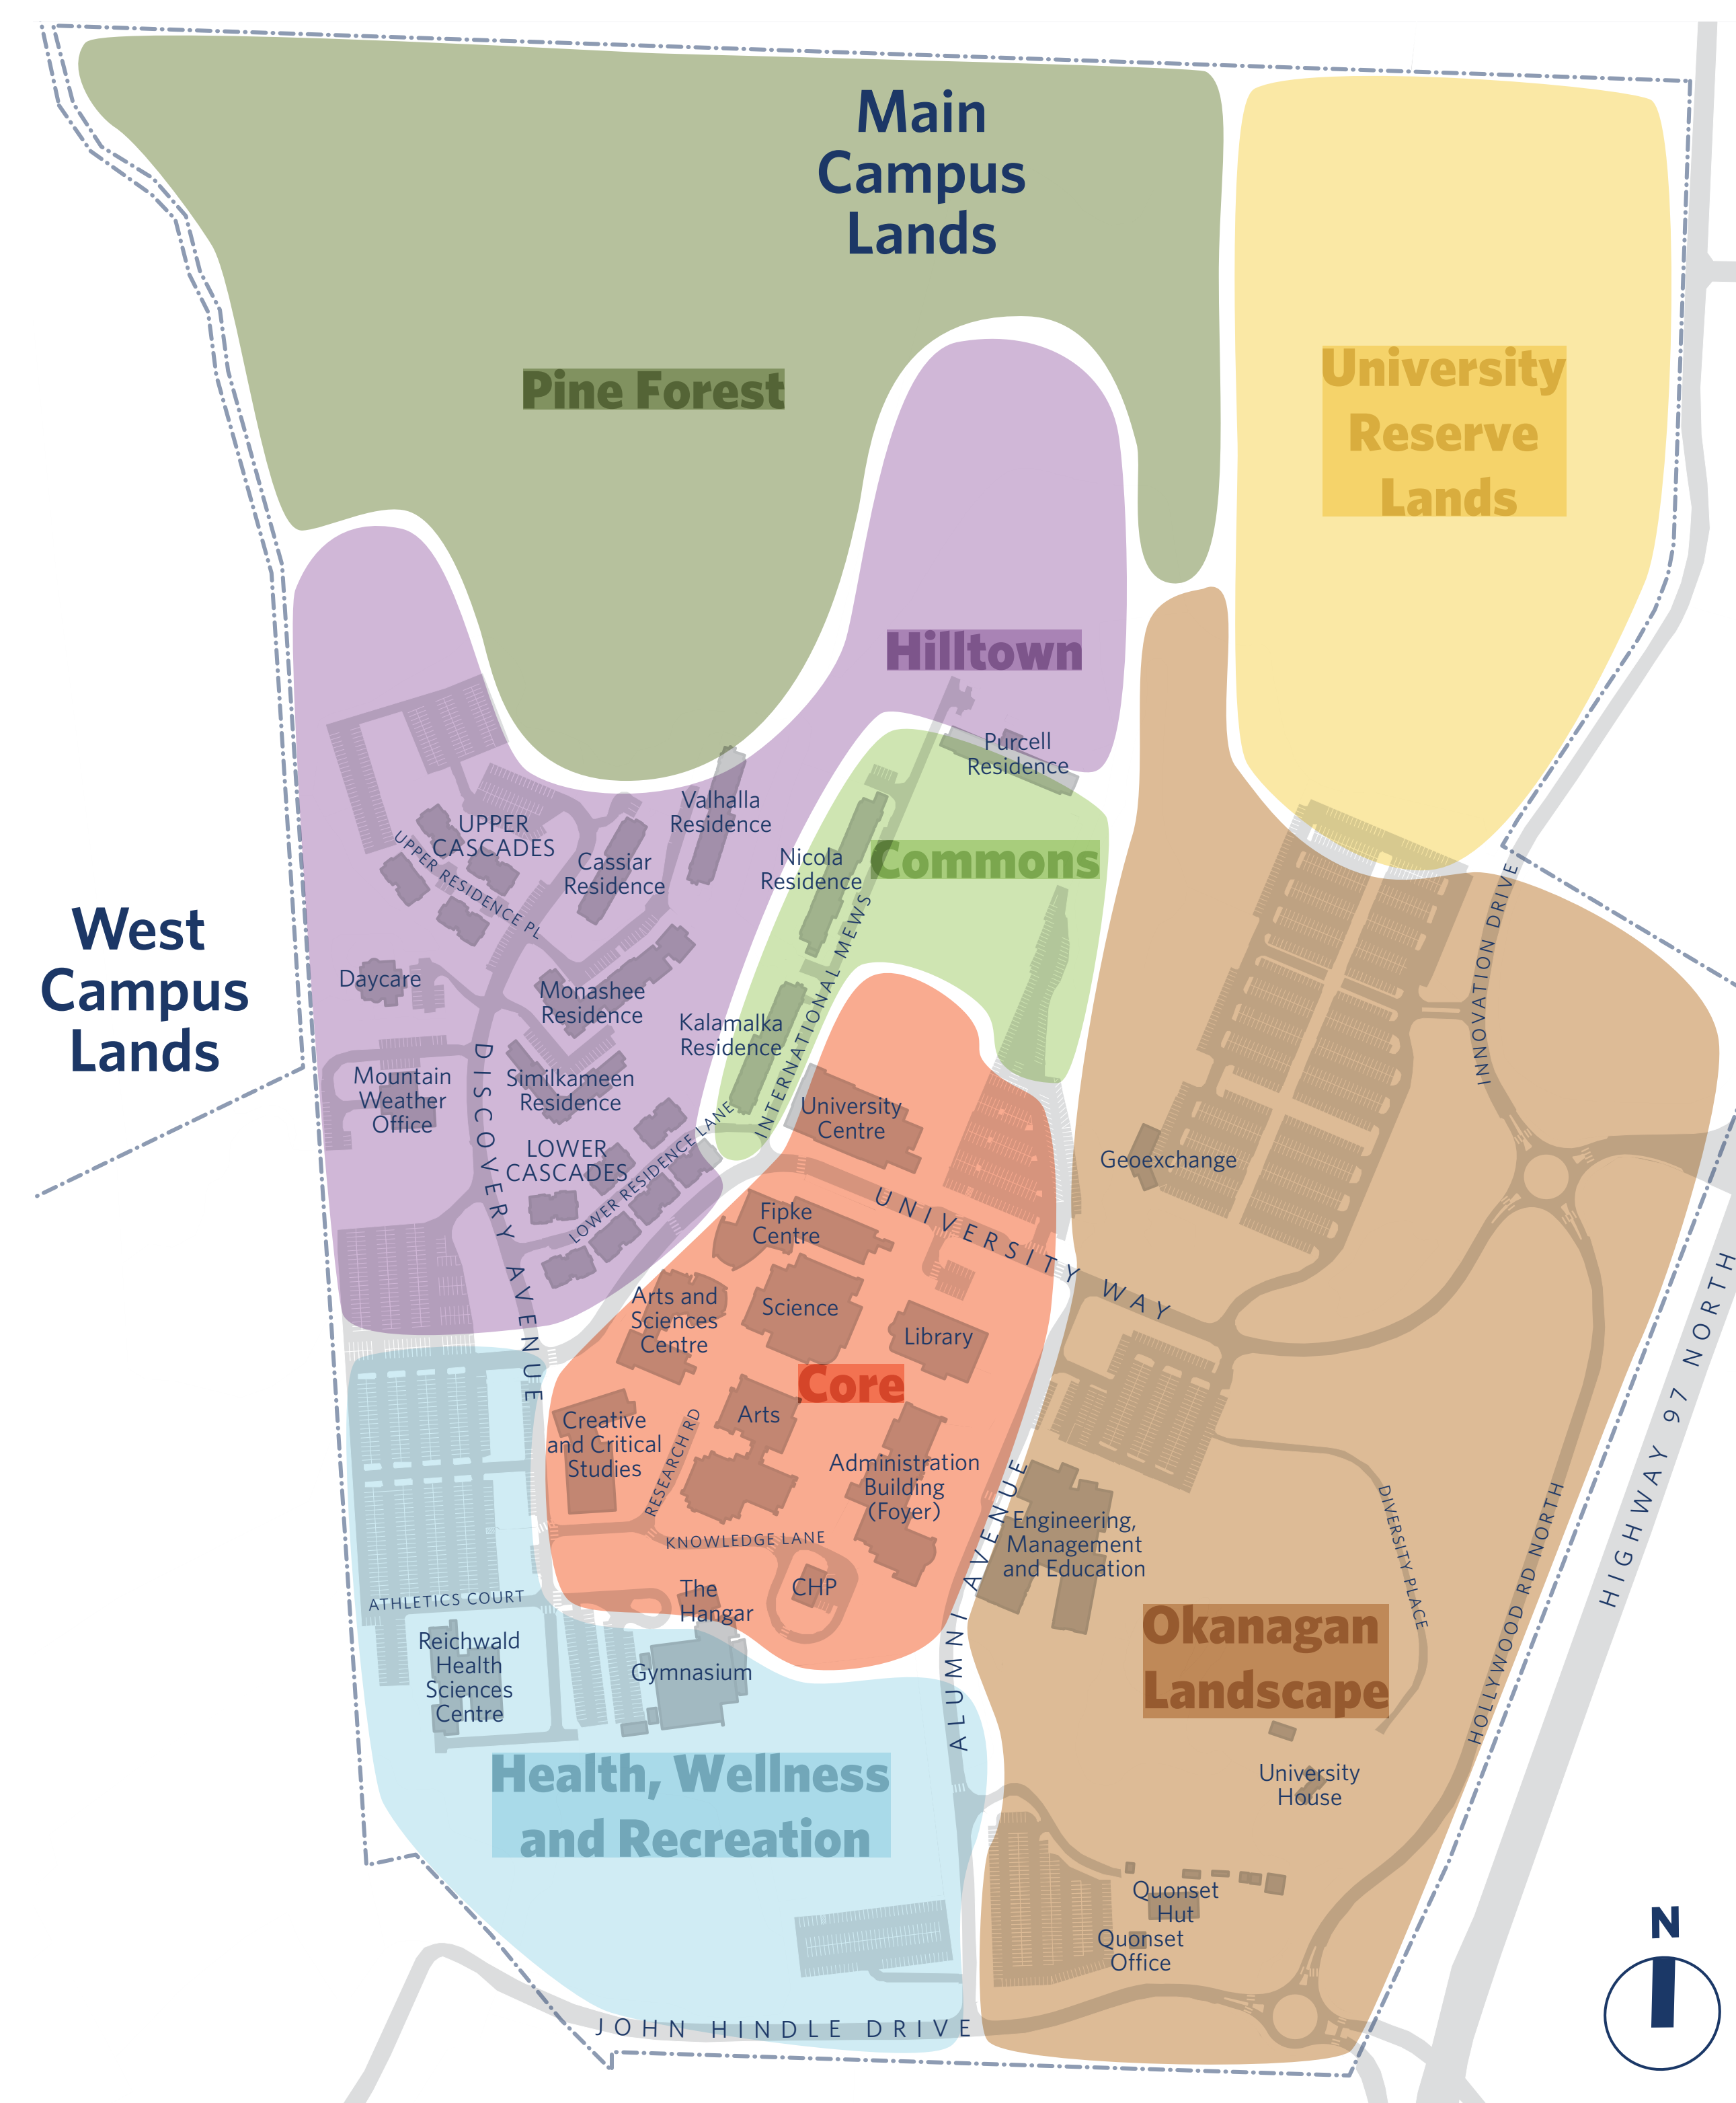 Main
Campus
Lands
Pine Forest
University
Reserve
Lands
Hilltown
Purcell
Residence
Valhalla
Residence
UPPER
CASCADES
UPPER RESIDENCE PL
Cassiar
Residence
Nicola
Residence
Commons
INTERNATIONAL MEWS
West
Campus
Lands
Daycare
Monashee
Residence
Kalamalka
Residence
INNOVATION DRIVE
Mountain
Weather
Office
DISCOVERY AVENUE
Similkameen
Residence
LOWER
CASCADES
LOWER RESIDENCE LANE
University
Centre
Geoexchange
Fipke
Centre
UNIVERSITY WAY
Arts and
Sciences
Centre
Science
Library
Core
HIGHWAY 97 NORTH
Creative
and Critical
Studies
RESEARCH RD
Arts
Administration
Building
(Foyer)
KNOWLEDGE LANE
ALUMNI AVENUE
Engineering,
Management
and Education
DIVERSITY PLACE
HOLLYWOOD RD NORTH
ATHLETICS COURT
The
Hangar
CHP
Reichwald
Health
Sciences
Centre
Gymnasium
Okanagan
Landscape
Health, Wellness
and Recreation
University
House
Quonset
Hut
Quonset
Office
N
JOHN HINDLE DRIVE